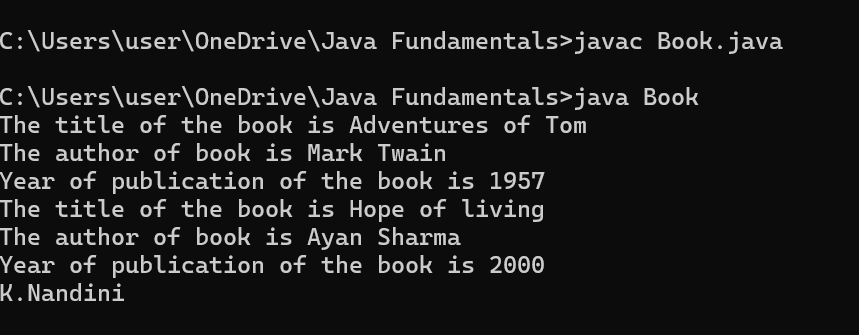 C:\Users\user\OneDrive\Java Fundamentals>javac Book.java
C:\Users\user\OneDrive\Java Fundamentals>java Book
The title of the book is Adventures of Tom
The author of book is Mark Twain
Year of publication of the book is 1957
The title of the book is Hope of living
The author of book is Ayan Sharma
Year of publication of the book is 2000
K.Nandini